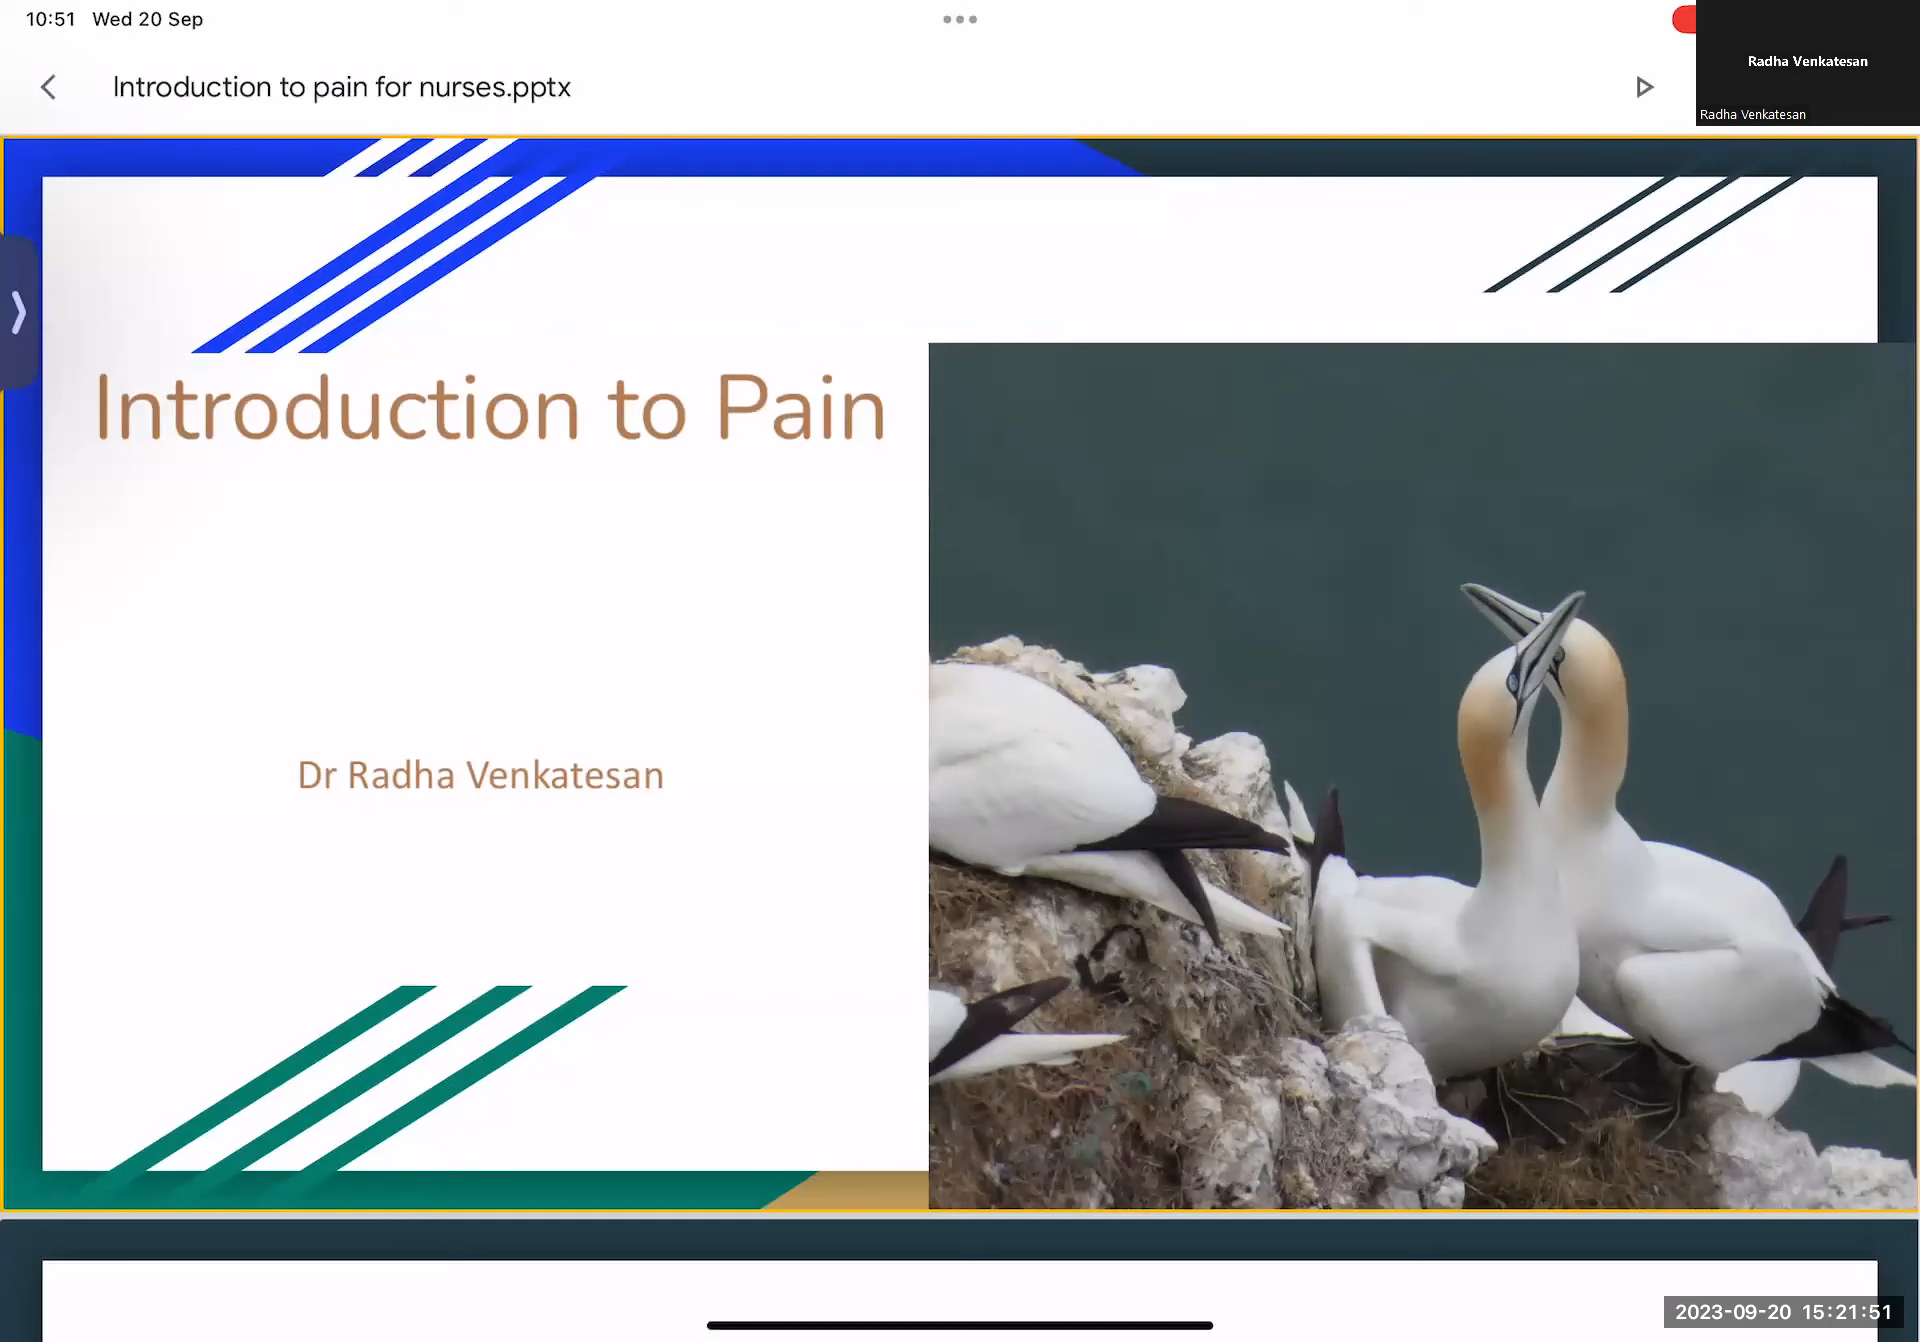 10:51 Wed 20 Sep
Introduction to pain for nurses.pptx
Radha Venkatesan
Radha Venkatesan
Introduction to Pain
Dr Radha Venkatesan
2023-09-20 15:21:51